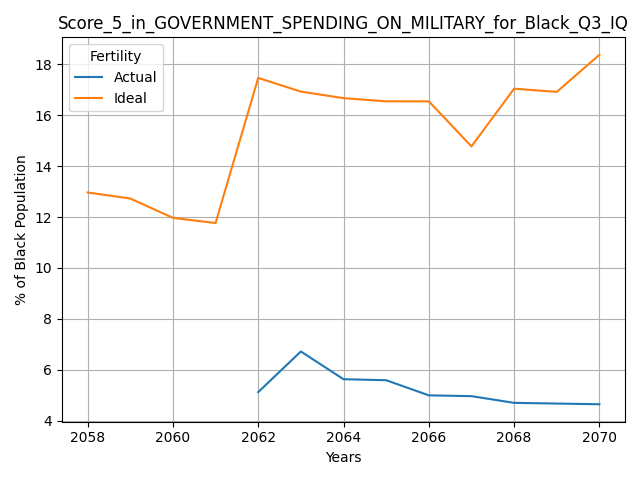 Score_5_in_GOVERNMENT_SPENDING_ON_MILITARY_for_Black_Q3_IQ
Fertility
Actual
Ideal
% of Black Population
18
16
14
12
10
8
6
4
2058 2060 2062 2064 2066 2068 2070
Years